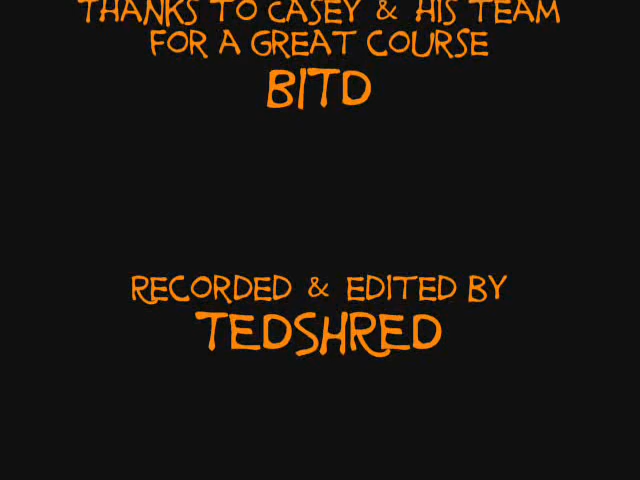 THANKS TO CASEY & HIS TEAM
FOR A GREAT COURSE
BITD
RECORDED & EDITED BY
TEDSHRED